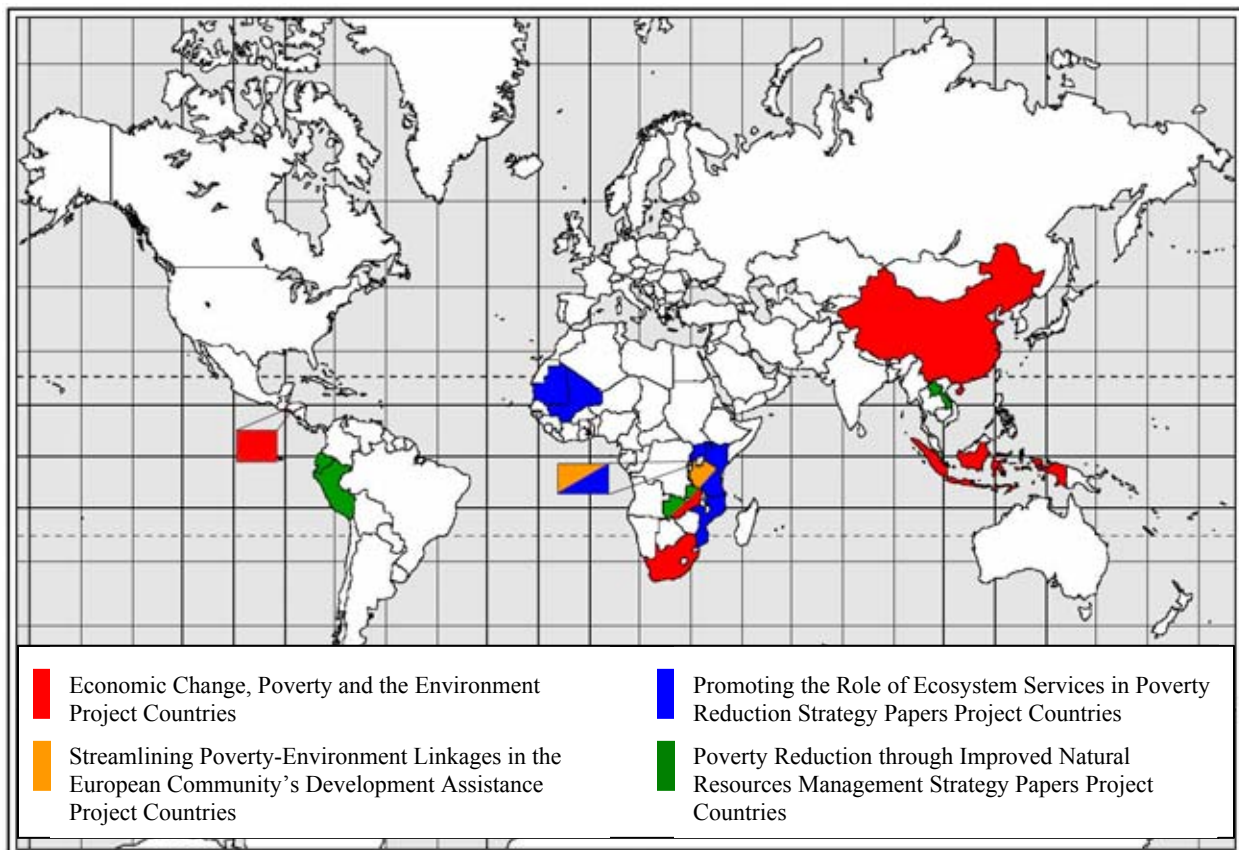 Economic Change, Poverty and the Environment
Project Countries
Streamlining Poverty-Environment Linkages in the
European Community’s Development Assistance
Project Countries
Promoting the Role of Ecosystem Services in Poverty
Reduction Strategy Papers Project Countries
Poverty Reduction through Improved Natural
Resources Management Strategy Papers Project
Countries